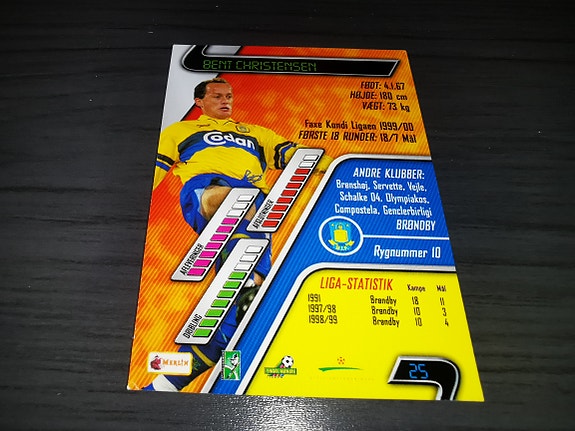 BENT CHRISTENSEN
FØDT: 4.1.67
HØJDE: 180 cm
VÆGT: 73 kg
Faxe Kondi Ligaen 1999/00
FØRSTE 18 RUNDER: 18/7 Mål
Codan
ANDRE KLUBBER:
Brønshøj, Servette, Vejle,
Schalke 04, Olympiakos,
Compostela, Genclerbirligi
BRØNDBY
Rygnummer 10
AFLEVERINGER
AFSLUTNINGER
DRIBLING
LIGA-STATISTIK Kampe Mål
1991 Brøndby 18 11
1997/98 Brøndby 10 3
1998/99 Brøndby 10 4
MERLIN
25